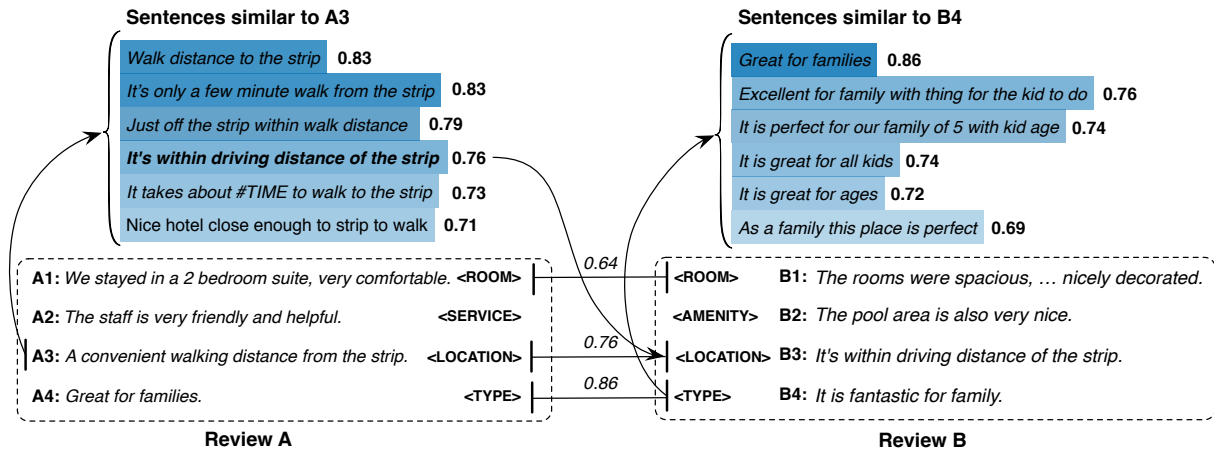 Sentences similar to A3
Walk distance to the strip 0.83
It's only a few minute walk from the strip 0.83
Just off the strip within walk distance 0.79
It's within driving distance of the strip 0.76
It takes about #TIME to walk to the strip 0.73
Nice hotel close enough to strip to walk 0.71
Sentences similar to B4
Great for families 0.86
Excellent for family with thing for the kid to do 0.76
It is perfect for our family of 5 with kid age 0.74
It is great for all kids 0.74
It is great for ages 0.72
As a family this place is perfect 0.69
A1: We stayed in a 2 bedroom suite, very comfortable. <ROOM>
A2: The staff is very friendly and helpful. <SERVICE>
A3: A convenient walking distance from the strip. <LOCATION>
A4: Great for families. <TYPE>
Review A
0.64
0.76
0.86
<ROOM> B1: The rooms were spacious, … nicely decorated.
<AMENITY> B2: The pool area is also very nice.
<LOCATION> B3: It's within driving distance of the strip.
<TYPE> B4: It is fantastic for family.
Review B